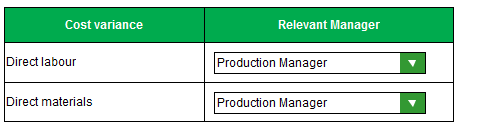 Cost variance Relevant Manager
Direct labour Production Manager
Direct materials Production Manager